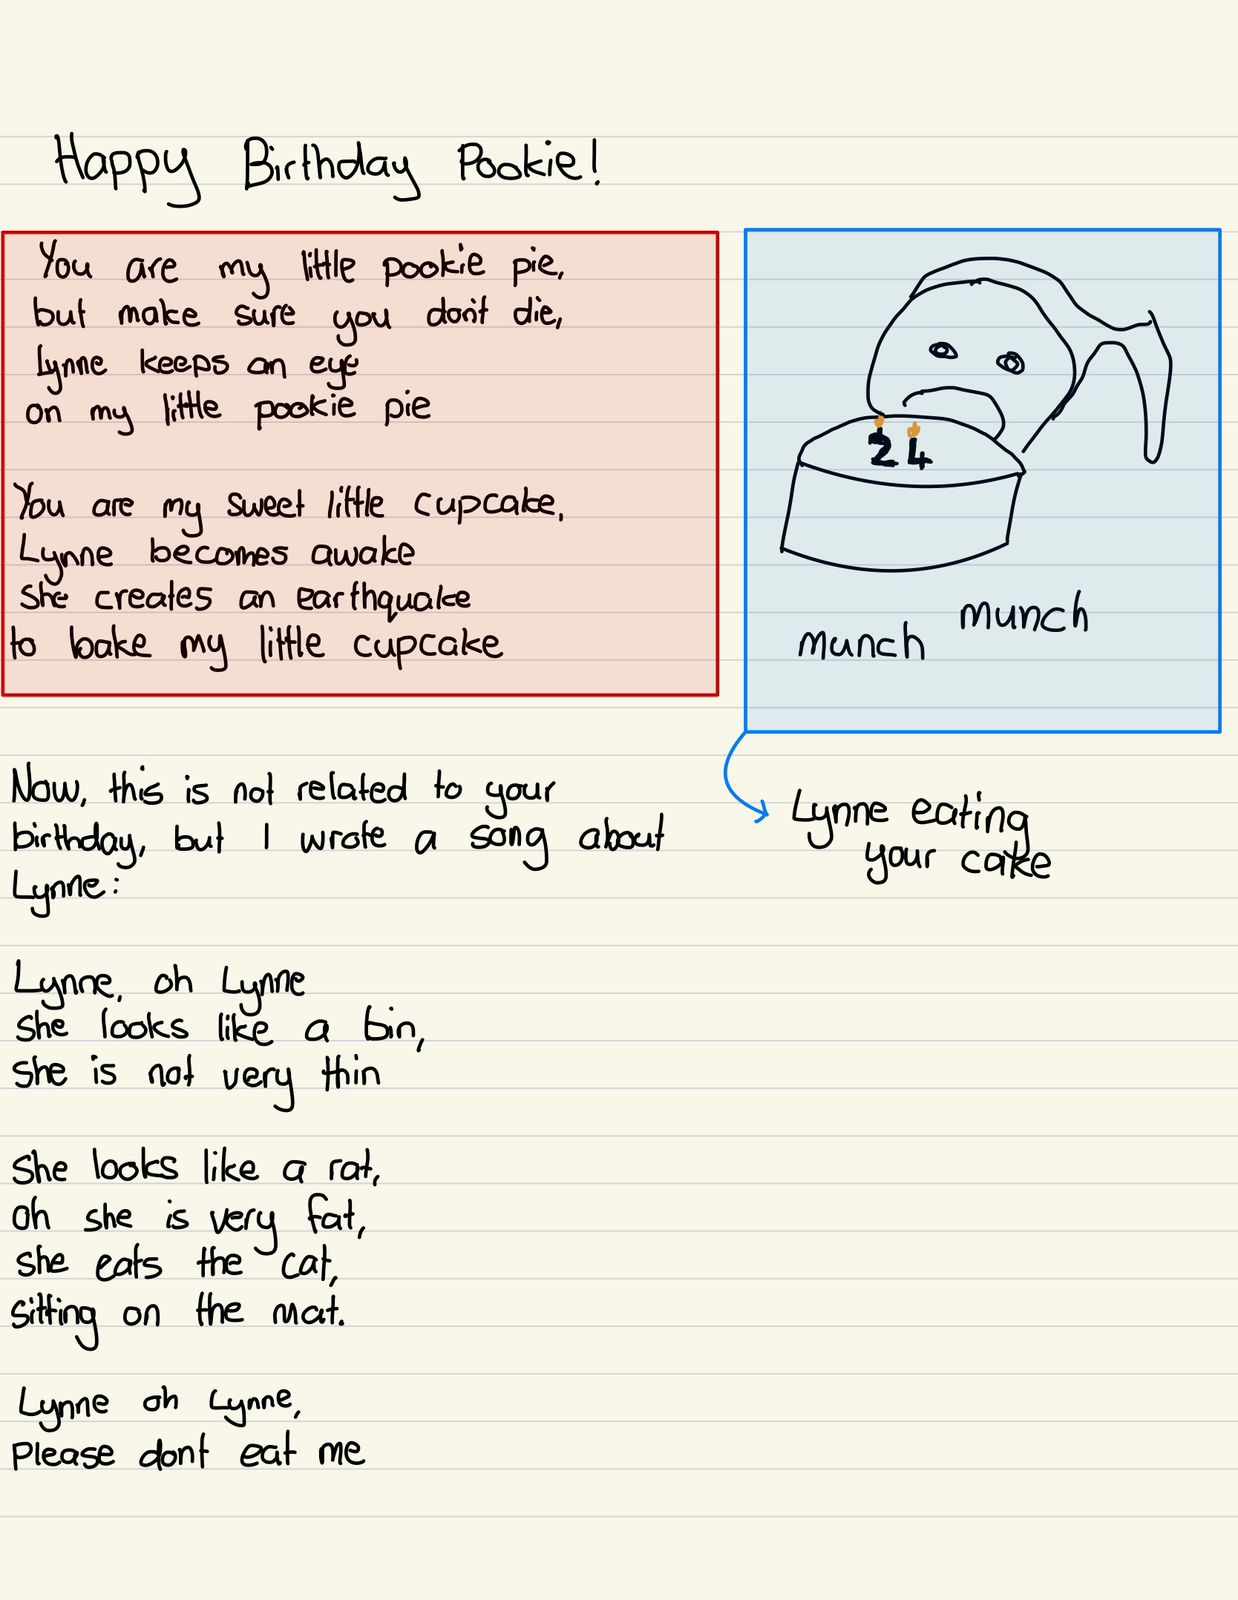 Happy Birthday Pookie!
You are my little pookie pie,
but make sure you don't die,
Lynne keeps an eye
on my little pookie pie
You are my sweet little cupcake,
Lynne becomes awake
She creates an earthquake
to bake my little cupcake
24
munch
munch
Lynne eating
your cake
Now, this is not related to your
birthday, but I wrote a song about
Lynne:
Lynne, oh Lynne
She looks like a bin,
She is not very thin
She looks like a rat,
Oh she is very fat,
She eats the cat,
Sitting on the mat.
Lynne oh Lynne,
Please dont eat me